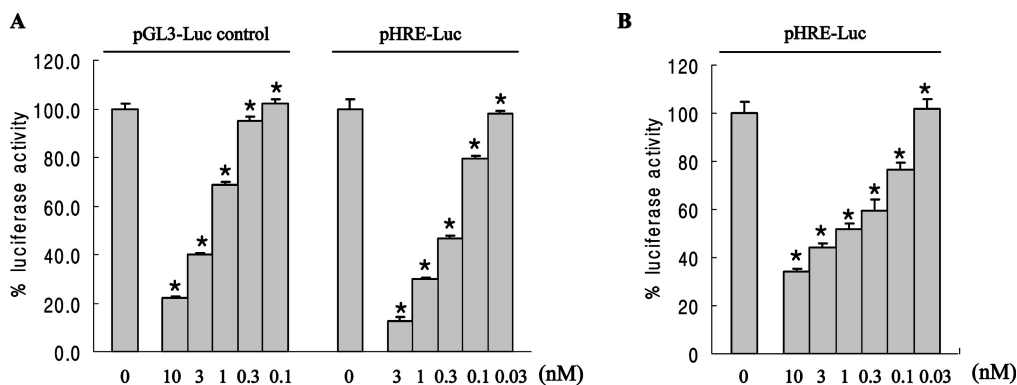 A
pGL3-Luc control
pHRE-Luc
% luciferase activity
120.0
100.0
80.0
60.0
40.0
20.0
0.0
* * * * *
* * * * *
0 10 3 1 0.3 0.1
0 3 1 0.3 0.1 0.03 (nM)
B
pHRE-Luc
% luciferase activity
120
100
80
60
40
20
0
* * * * * *
0 10 3 1 0.3 0.1 0.03 (nM)